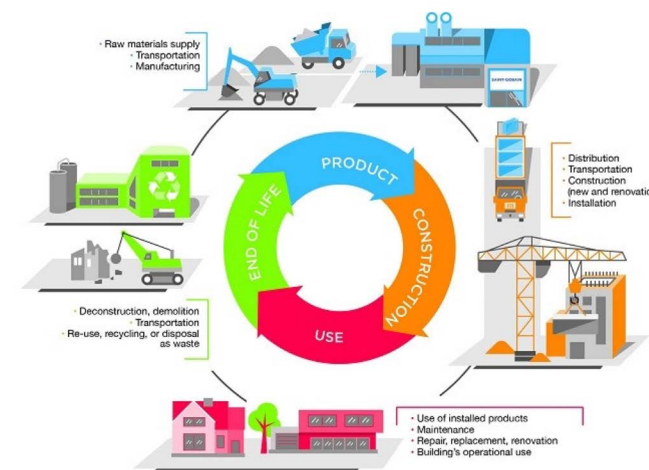 · Raw materials supply
· Transportation
· Manufacturing
SAINT-GOBAIN
PRODUCT
CONSTRUCTION
USE
END OF LIFE
· Distribution
· Transportation
· Construction
(new and renovatic
· Installation
· Deconstruction, demolition
· Transportation
· Re-use, recycling, or disposal
as waste
· Use of installed products
· Maintenance
· Repair, replacement, renovation
· Building's operational use